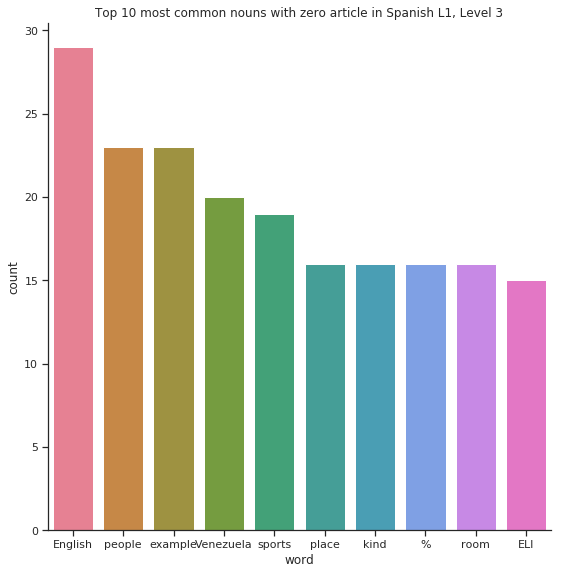 Top 10 most common nouns with zero article in Spanish L1, Level 3
30
25
20
15
10
5
0
count
English people example Venezuela sports place kind % room ELI
word